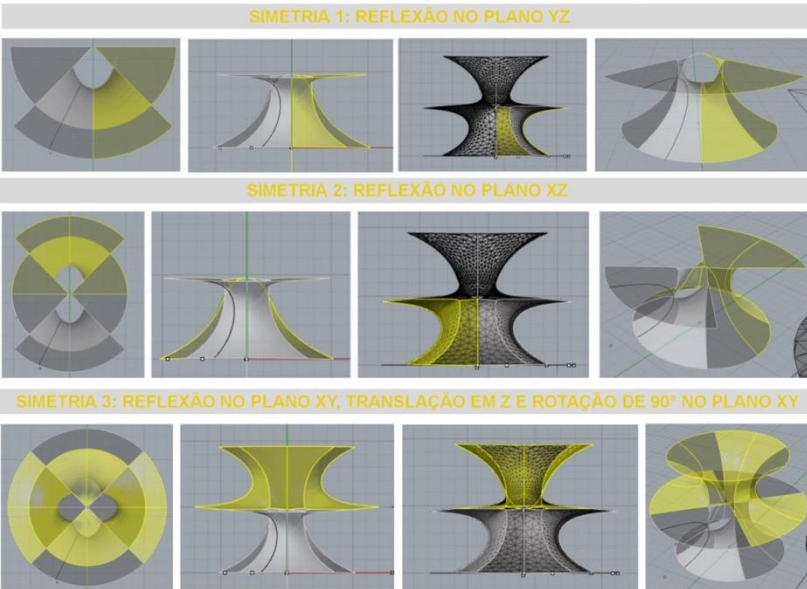 SIMETRIA 1: REFLEXÃO NO PLANO YZ
SIMETRIA 2: REFLEXÃO NO PLANO XZ
SIMETRIA 3: REFLEXÃO NO PLANO XY, TRANSLAÇÃO EM Z E ROTAÇÃO DE 90° NO PLANO XY